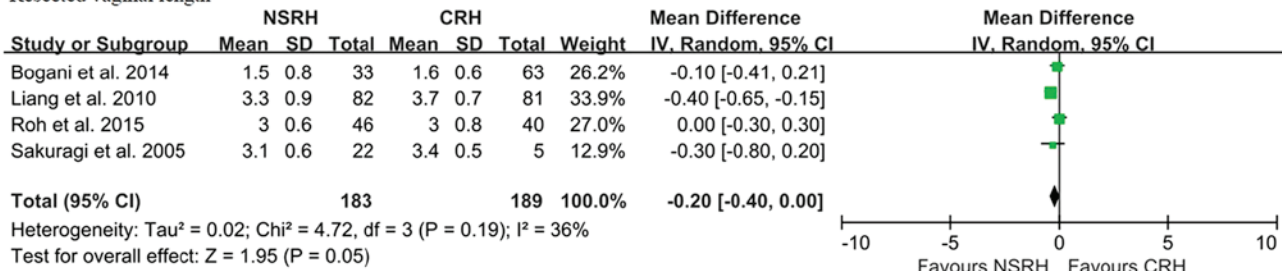 Resected vaginal length
NSRH CRH Mean Difference Mean Difference
Study or Subgroup Mean SD Total Mean SD Total Weight IV, Random, 95% CI IV, Random, 95% CI
Bogani et al. 2014 1.5 0.8 33 1.6 0.6 63 26.2% -0.10 [-0.41, 0.21]
Liang et al. 2010 3.3 0.9 82 3.7 0.7 81 33.9% -0.40 [-0.65, -0.15]
Roh et al. 2015 3 0.6 46 3 0.8 40 27.0% 0.00 [-0.30, 0.30]
Sakuragi et al. 2005 3.1 0.6 22 3.4 0.5 5 12.9% -0.30 [-0.80, 0.20]
Total (95% CI) 183 189 100.0% -0.20 [-0.40, 0.00]
Heterogeneity: Tau² = 0.02; Chi² = 4.72, df = 3 (P = 0.19); I² = 36%
Test for overall effect: Z = 1.95 (P = 0.05)
-10 -5 0 5 10
Favours NSRH Favours CRH